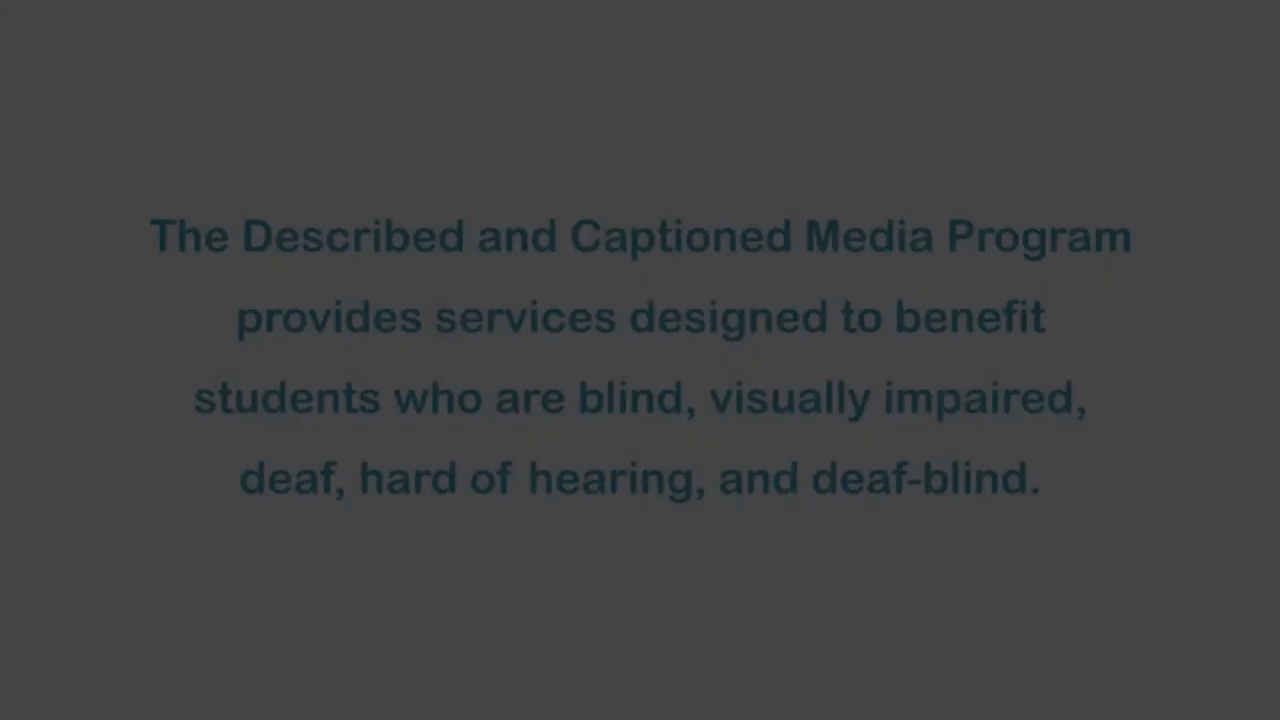 The Described and Captioned Media Program
provides services designed to benefit
students who are blind, visually impaired,
deaf, hard of hearing, and deaf-blind.